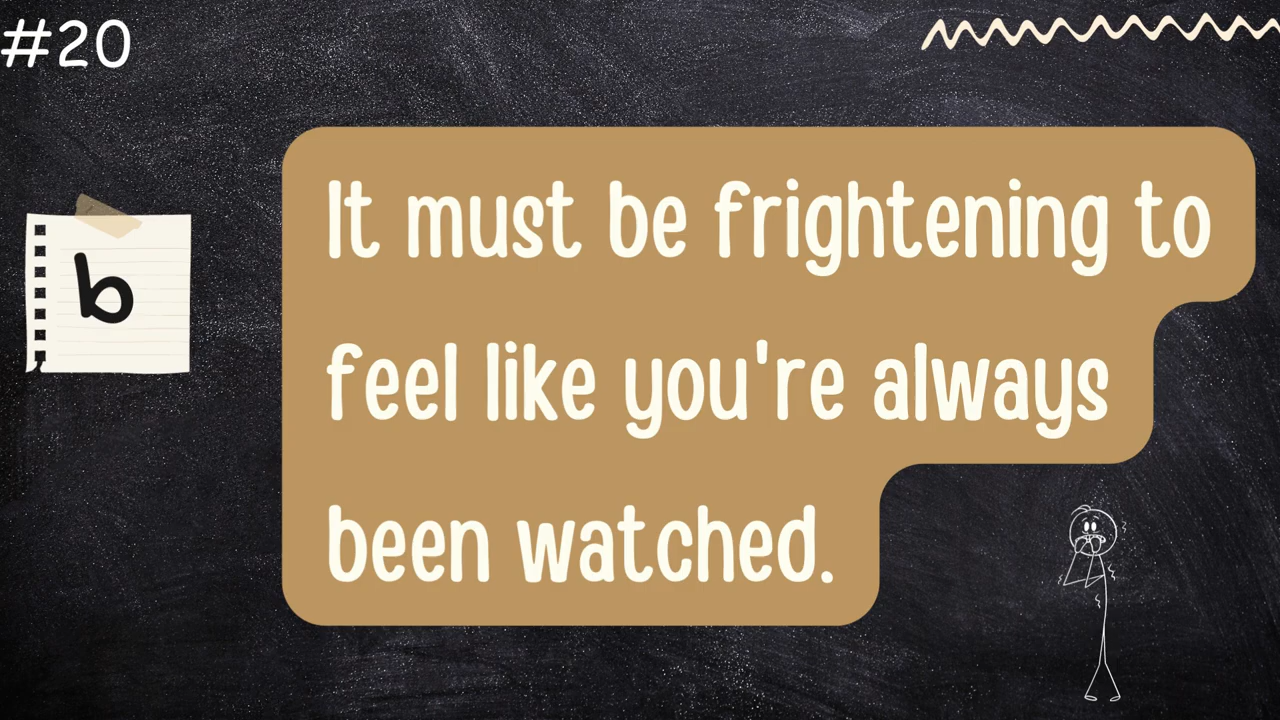 #20
b
It must be frightening to
feel like you're always
been watched.